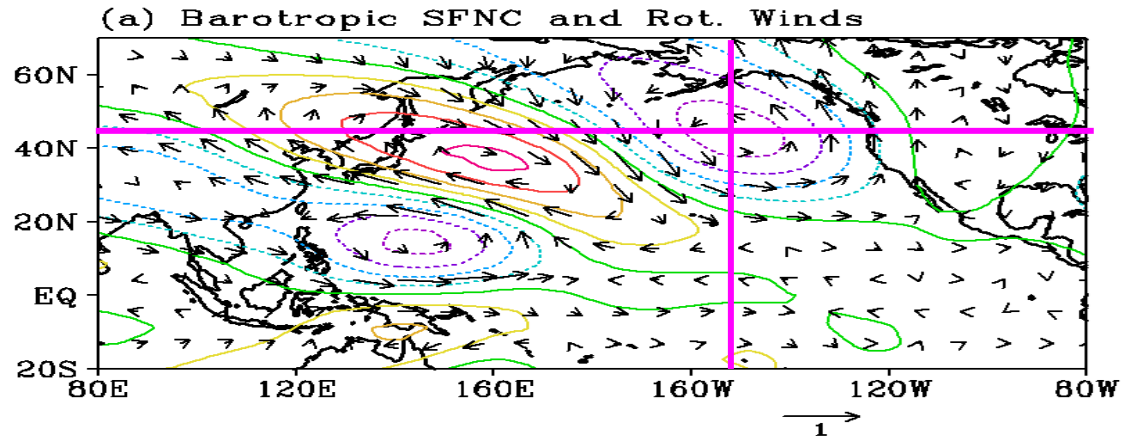 (a) Barotropic SFNC and Rot. Winds
60N
40N
20N
EQ
20S
80E 120E 160E 160W 120W 80W
1